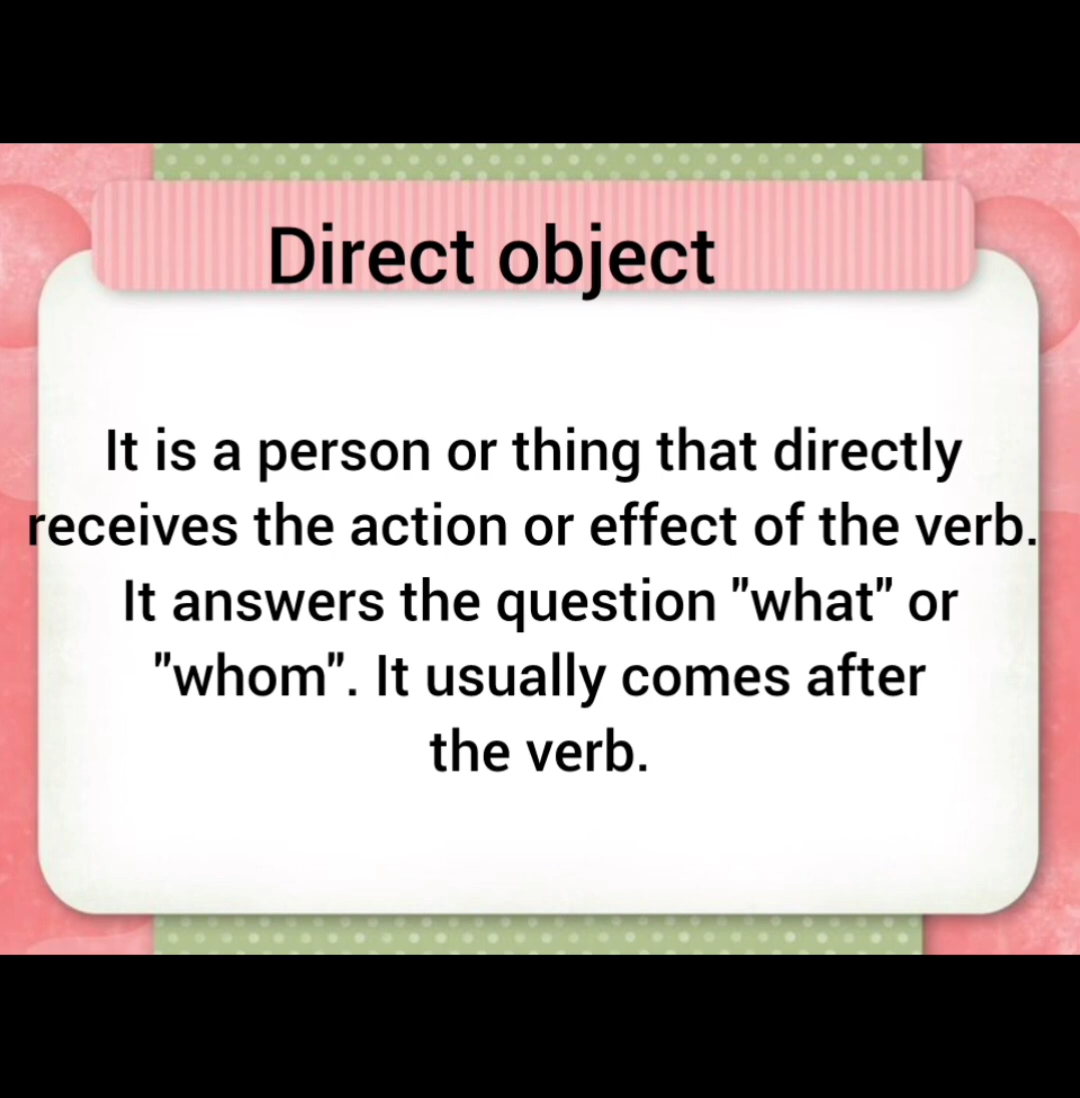 Direct object
It is a person or thing that directly
receives the action or effect of the verb.
It answers the question "what" or
"whom". It usually comes after
the verb.